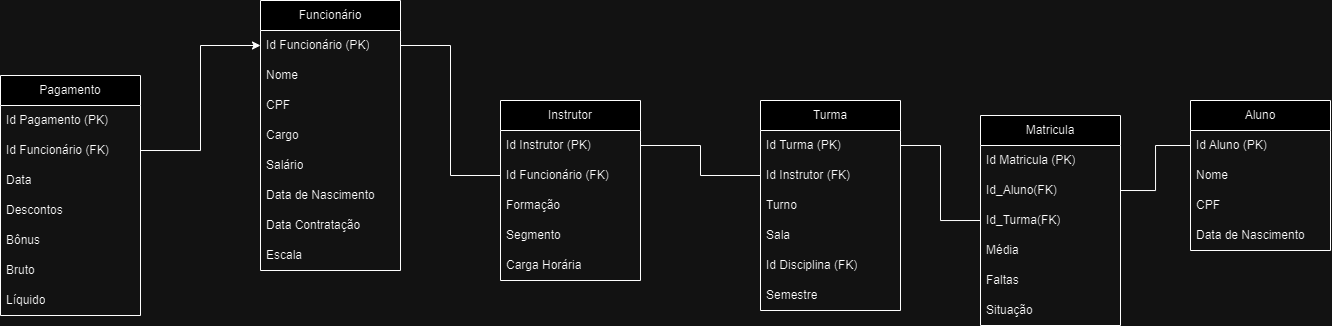 Pagamento
Id Pagamento (PK)
Id Funcionário (FK)
Data
Descontos
Bônus
Bruto
Líquido
Funcionário
Id Funcionário (PK)
Nome
CPF
Cargo
Salário
Data de Nascimento
Data Contratação
Escala
Instrutor
Id Instrutor (PK)
Id Funcionário (FK)
Formação
Segmento
Carga Horária
Turma
Id Turma (PK)
Id Instrutor (FK)
Turno
Sala
Id Disciplina (FK)
Semestre
Matricula
Id Matricula (PK)
Id_Aluno(FK)
Id_Turma(FK)
Média
Faltas
Situação
Aluno
Id Aluno (PK)
Nome
CPF
Data de Nascimento